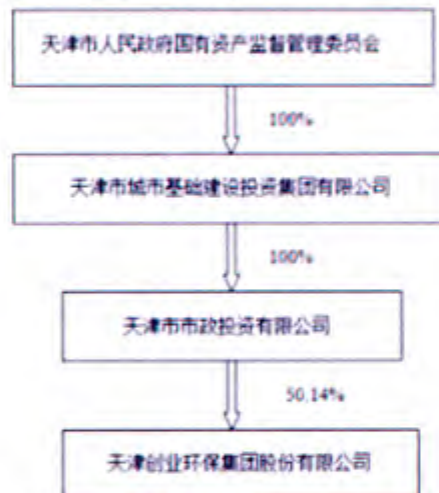 天津市人民政府国有资产监督管理委员会
100%
天津市城市基础建设投资集团有限公司
100%
天津市市政投资有限公司
50.14%
天津创业环保集团股份有限公司